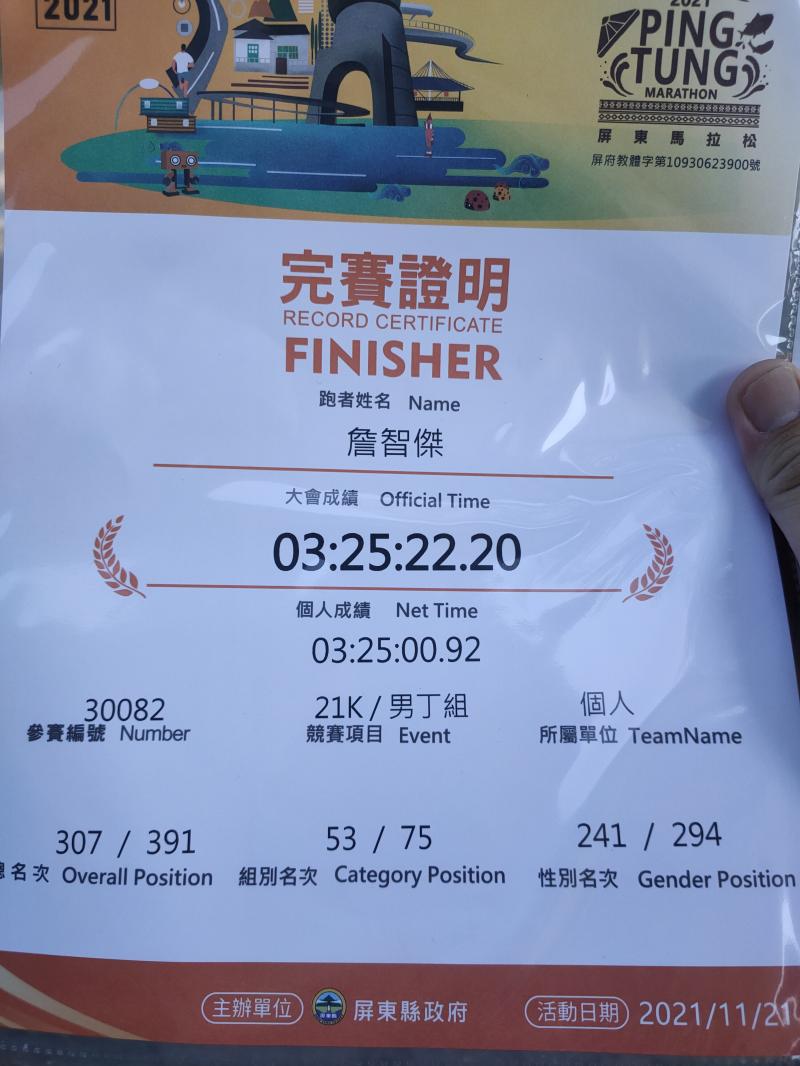 2021
2021
PING
TUNG
MARATHON
屏東馬拉松
屏府教體字第10930623900號
完賽證明
RECORD CERTIFICATE
FINISHER
跑者姓名 Name
詹智傑
大會成績 Official Time
03:25:22.20
個人成績 Net Time
03:25:00.92
30082 21K / 男丁組 個人
參賽編號 Number 競賽項目 Event 所屬單位 TeamName
307 / 391 53 / 75 241 / 294
總名次 Overall Position 組別名次 Category Position 性別名次 Gender Position
主辦單位 屏東縣政府 活動日期 2021/11/21